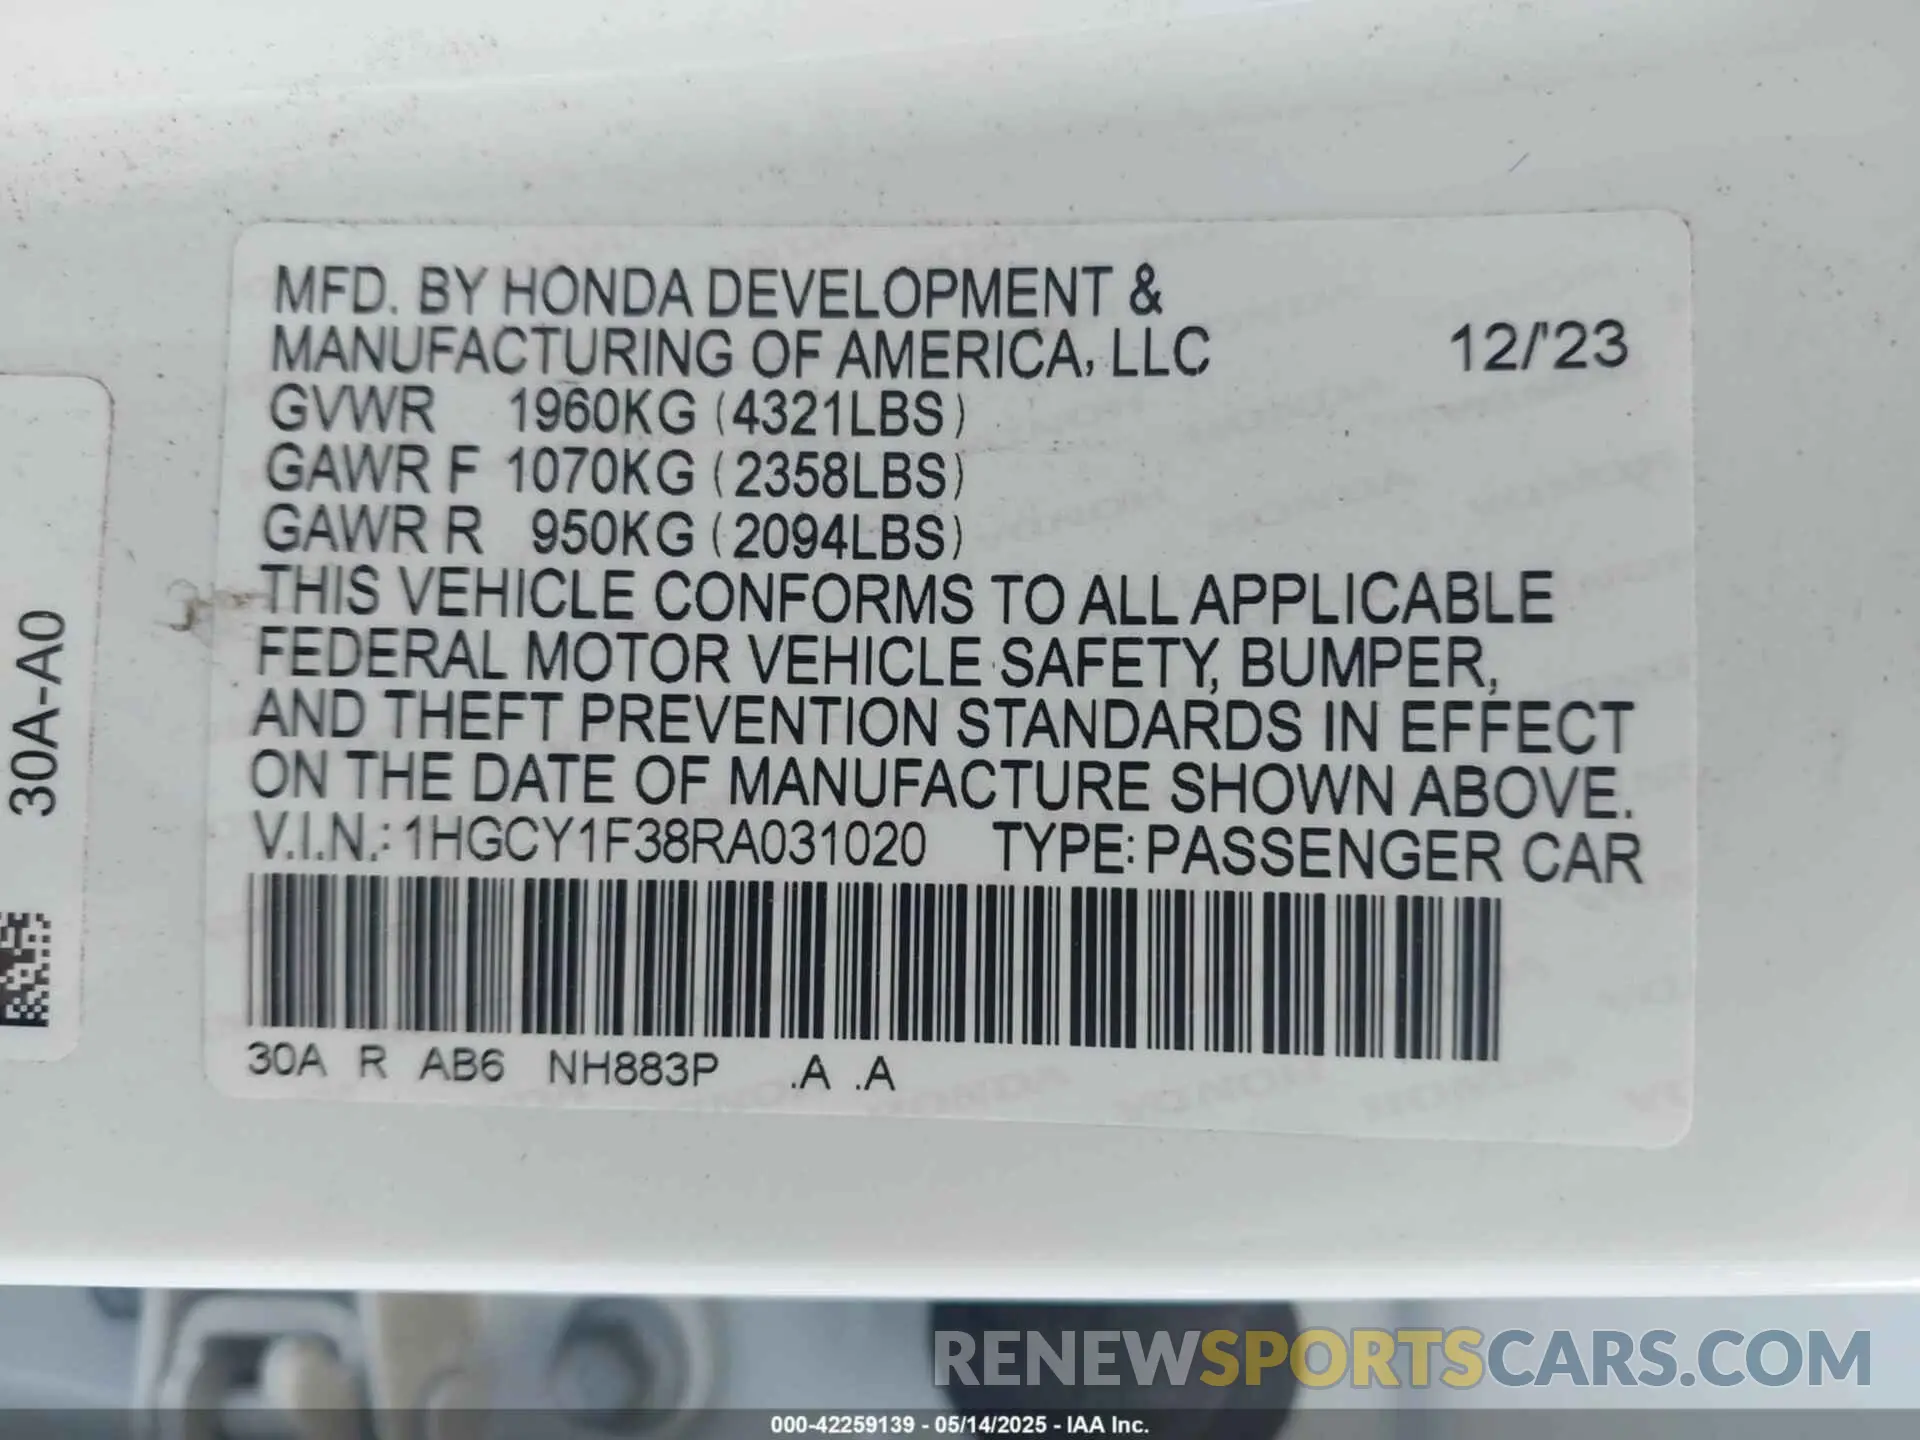 MFD. BY HONDA DEVELOPMENT &
MANUFACTURING OF AMERICA, LLC 12/'23
GVWR 1960KG (4321LBS)
GAWR F 1070KG (2358LBS)
GAWR R 950KG (2094LBS)
THIS VEHICLE CONFORMS TO ALL APPLICABLE
FEDERAL MOTOR VEHICLE SAFETY, BUMPER,
AND THEFT PREVENTION STANDARDS IN EFFECT
ON THE DATE OF MANUFACTURE SHOWN ABOVE.
V.I.N.: 1HGCY1F38RA031020 TYPE: PASSENGER CAR
30A R AB6 NH883P .A .A
30A-A0
RENEWSPORTSCARS.COM
000-42259139 - 05/14/2025 - IAA Inc.